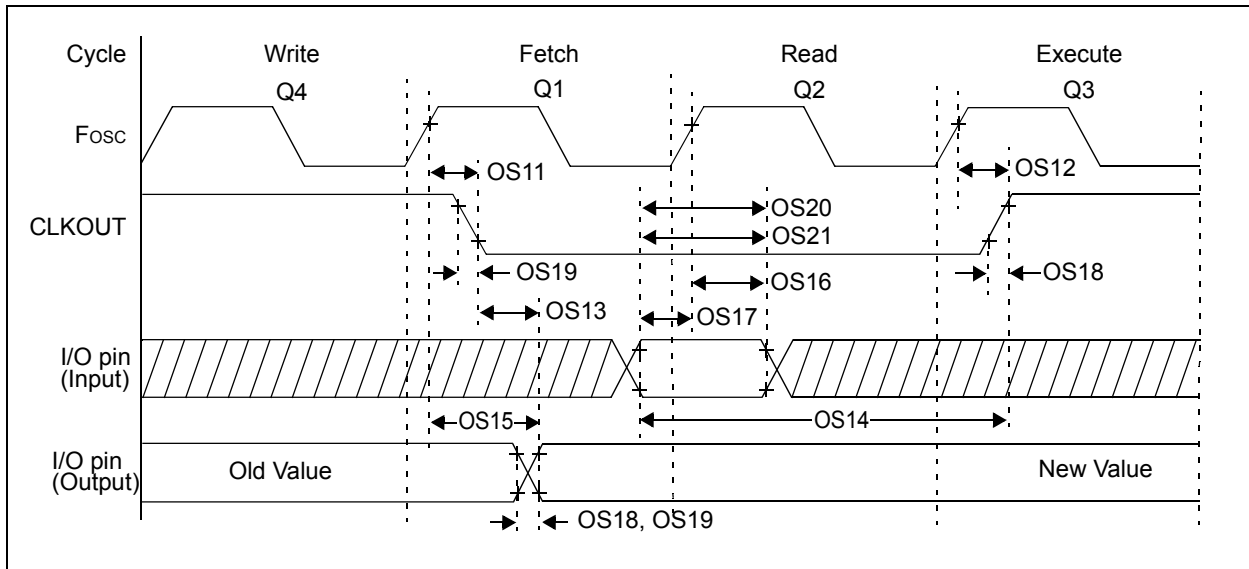 Cycle Write Fetch Read Execute
Q4 Q1 Q2 Q3
Fosc
OS11 OS12
OS20
CLKOUT
OS21
OS19 OS16 OS18
OS13 OS17
I/O pin
(Input)
OS15 OS14
I/O pin
(Output)
Old Value New Value
OS18, OS19